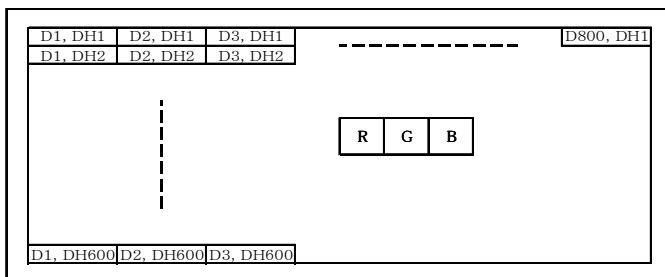 D1, DH1 D2, DH1 D3, DH1 D800, DH1
D1, DH2 D2, DH2 D3, DH2
R G B
D1, DH600 D2, DH600 D3, DH600